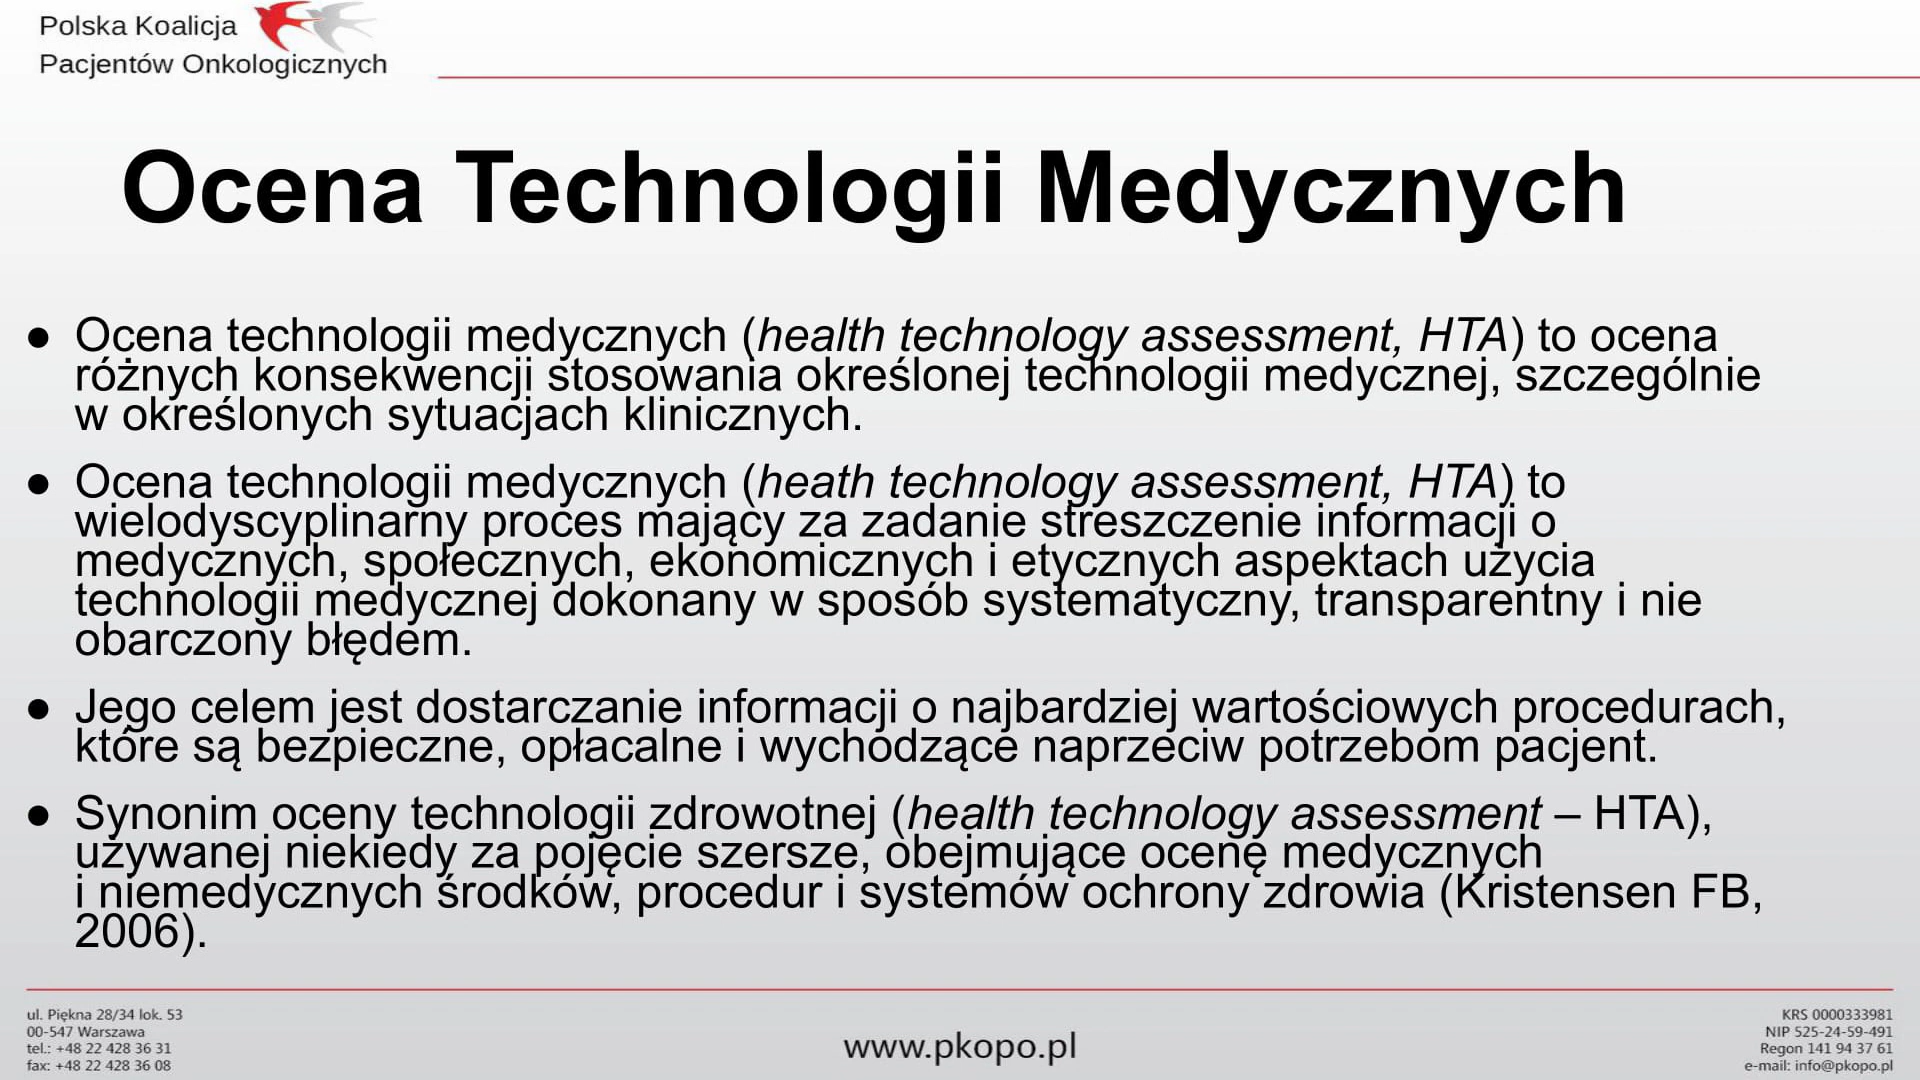 Polska Koalicja
Pacjentów Onkologicznych
Ocena Technologii Medycznych
● Ocena technologii medycznych (health technology assessment, HTA) to ocena
różnych konsekwencji stosowania określonej technologii medycznej, szczególnie
w określonych sytuacjach klinicznych.
● Ocena technologii medycznych (heath technology assessment, HTA) to
wielodyscyplinarny proces mający za zadanie streszczenie informacji o
medycznych, społecznych, ekonomicznych i etycznych aspektach użycia
technologii medycznej dokonany w sposób systematyczny, transparentny i nie
obarczony błędem.
● Jego celem jest dostarczanie informacji o najbardziej wartościowych procedurach,
które są bezpieczne, opłacalne i wychodzące naprzeciw potrzebom pacjent.
● Synonim oceny technologii zdrowotnej (health technology assessment – HTA),
używanej niekiedy za pojęcie szersze, obejmujące ocenę medycznych
i niemedycznych środków, procedur i systemów ochrony zdrowia (Kristensen FB,
2006).
ul. Piękna 28/34 lok. 53
00-547 Warszawa
tel.: +48 22 428 36 31
fax: +48 22 428 36 08
www.pkopo.pl
KRS 0000333981
NIP 525-24-59-491
Regon 141 94 37 61
e-mail: info@pkopo.pl